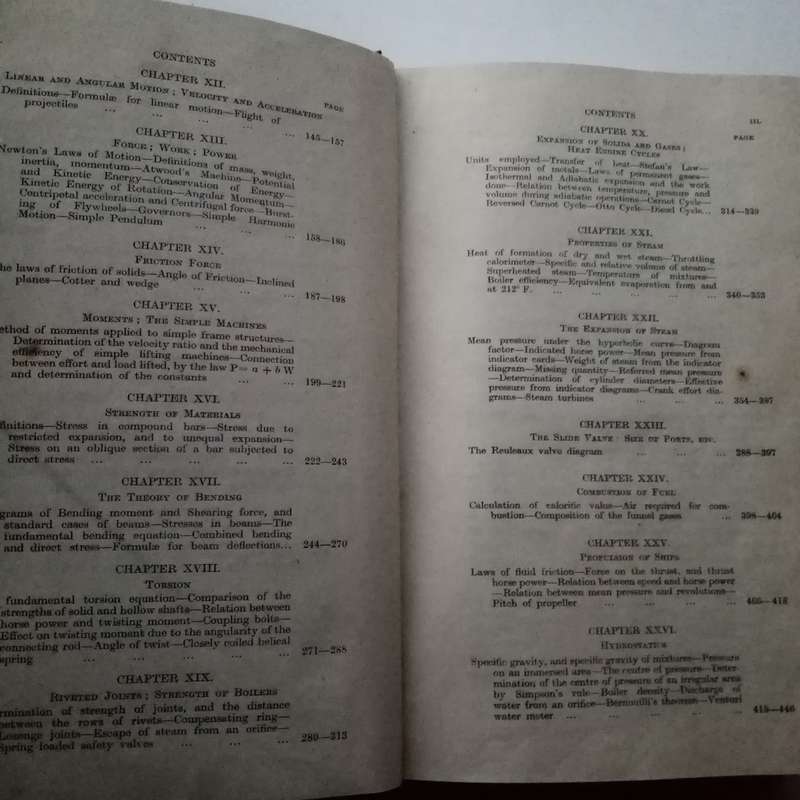 CONTENTS
CHAPTER XII.
LINEAR AND ANGULAR MOTION; VELOCITY AND ACCELERATION
PAGE
Definitions—Formulæ for linear motion—Flight of
projectiles ... ... ... ... ... 145—157
CHAPTER XIII.
FORCE; WORK; POWER
Newton's Laws of Motion—Definitions of mass, weight,
inertia, momentum—Atwood's Machine—Potential
and Kinetic Energy—Conservation of Energy—
Kinetic Energy of Rotation—Angular Momentum—
Centripetal acceleration and Centrifugal force—Burst-
ing of Flywheels—Governors—Simple Harmonic
Motion—Simple Pendulum ... ... ... 158—186
CHAPTER XIV.
FRICTION FORCE
he laws of friction of solids—Angle of Friction—Inclined
planes—Cotter and wedge ... ... ... 187—198
CHAPTER XV.
MOMENTS; THE SIMPLE MACHINES
ethod of moments applied to simple frame structures—
Determination of the velocity ratio and the mechanical
efficiency of simple lifting machines—Connection
between effort and load lifted, by the law P = a + b W
and determination of the constants ... ... 199—221
CHAPTER XVI.
STRENGTH OF MATERIALS
finitions—Stress in compound bars—Stress due to
restricted expansion, and to unequal expansion—
Stress on an oblique section of a bar subjected to
direct stress ... ... ... ... ... 222—243
CHAPTER XVII.
THE THEORY OF BENDING
grams of Bending moment and Shearing force, and
standard cases of beams—Stresses in beams—The
fundamental bending equation—Combined bending
and direct stress—Formulæ for beam deflections... 244—270
CHAPTER XVIII.
TORSION
fundamental torsion equation—Comparison of the
strengths of solid and hollow shafts—Relation between
horse power and twisting moment—Coupling bolts—
Effect on twisting moment due to the angularity of the
connecting rod—Angle of twist—Closely coiled helical
spring ... ... ... ... ... 271—288
CHAPTER XIX.
RIVETED JOINTS; STRENGTH OF BOILERS
rmination of strength of joints, and the distance
between the rows of rivets—Compensating ring—
Lozenge joints—Escape of steam from an orifice—
Spring loaded safety valves ... ... ... 289—313
CONTENTS
iii.
CHAPTER XX.
PAGE
EXPANSION OF SOLIDS AND GASES;
HEAT ENGINE CYCLES
Units employed—Transfer of heat—Stefan's Law—
Expansion of metals—Laws of permanent gases—
Isothermal and Adiabatic expansion and the work
done—Relation between temperature, pressure and
volume during adiabatic operations—Carnot Cycle—
Reversed Carnot Cycle—Otto Cycle—Diesel Cycle... 314—339
CHAPTER XXI.
PROPERTIES OF STEAM
Heat of formation of dry and wet steam—Throttling
calorimeter—Specific and relative volume of steam—
Superheated steam—Temperature of mixtures—
Boiler efficiency—Equivalent evaporation from and
at 212° F. ... ... ... ... ... 340—353
CHAPTER XXII.
THE EXPANSION OF STEAM
Mean pressure under the hyperbolic curve—Diagram
factor—Indicated horse power—Mean pressure from
indicator cards—Weight of steam from the indicator
diagram—Missing quantity—Referred mean pressure
—Determination of cylinder diameters—Effective
pressure from indicator diagrams—Crank effort dia-
grams—Steam turbines ... ... ... 354—387
CHAPTER XXIII.
THE SLIDE VALVE: SIZE OF PORTS, ETC.
The Reuleaux valve diagram ... ... ... 388—397
CHAPTER XXIV.
COMBUSTION OF FUEL
Calculation of calorific value—Air required for com-
bustion—Composition of the funnel gases ... 398—404
CHAPTER XXV.
PROPULSION OF SHIPS
Laws of fluid friction—Force on the thrust, and thrust
horse power—Relation between speed and horse power
—Relation between mean pressure and revolutions—
Pitch of propeller ... ... ... ... 405—418
CHAPTER XXVI.
HYDROSTATICS
Specific gravity, and specific gravity of mixtures—Pressure
on an immersed area—The centre of pressure—Deter-
mination of the centre of pressure of an irregular area
by Simpson's rule—Boiler density—Discharge of
water from an orifice—Bernouilli's theorem—Venturi
water meter ... ... ... ... 419—446